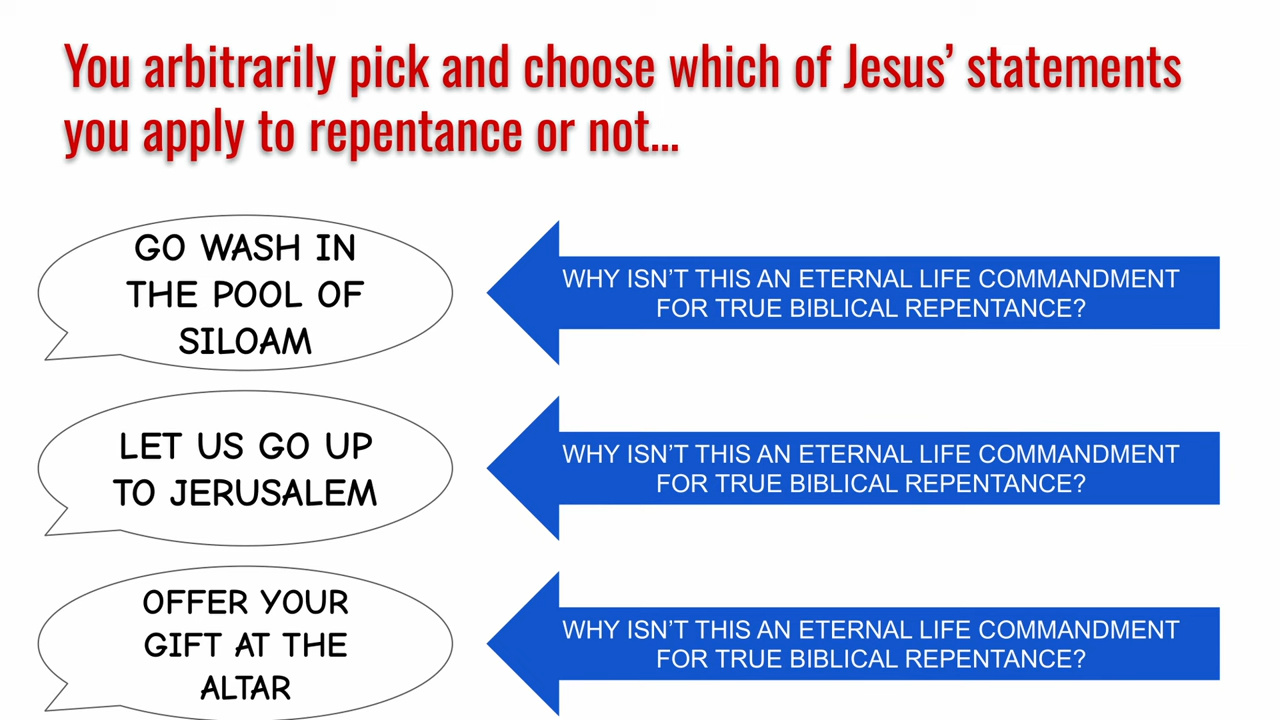 You arbitrarily pick and choose which of Jesus’ statements
you apply to repentance or not...
GO WASH IN
THE POOL OF
SILOAM
WHY ISN’T THIS AN ETERNAL LIFE COMMANDMENT
FOR TRUE BIBLICAL REPENTANCE?
LET US GO UP
TO JERUSALEM
WHY ISN’T THIS AN ETERNAL LIFE COMMANDMENT
FOR TRUE BIBLICAL REPENTANCE?
OFFER YOUR
GIFT AT THE
ALTAR
WHY ISN’T THIS AN ETERNAL LIFE COMMANDMENT
FOR TRUE BIBLICAL REPENTANCE?